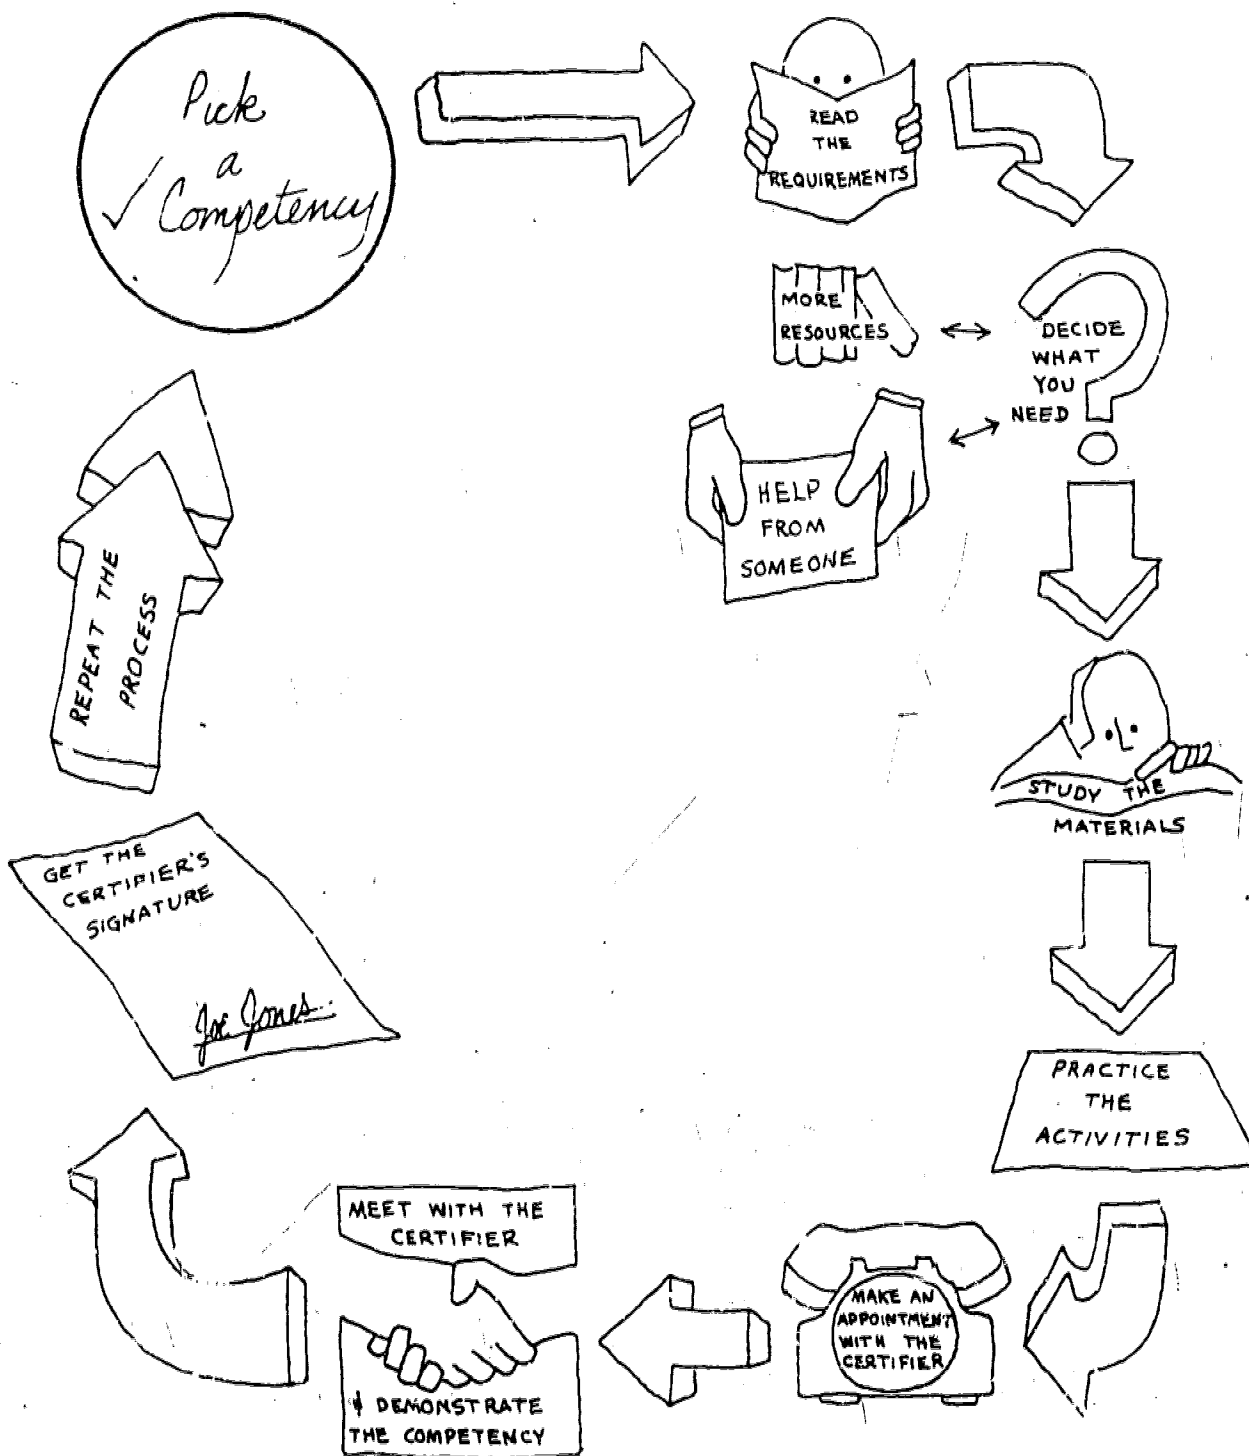 Pick
a
✓ Competency
READ
THE
REQUIREMENTS
MORE
RESOURCES
DECIDE
WHAT
YOU
NEED
HELP
FROM
SOMEONE
STUDY THE
MATERIALS
PRACTICE
THE
ACTIVITIES
MAKE AN
APPOINTMENT
WITH THE
CERTIFIER
MEET WITH THE
CERTIFIER
& DEMONSTRATE
THE COMPETENCY
GET THE
CERTIFIER'S
SIGNATURE
Joe Jones
REPEAT THE
PROCESS